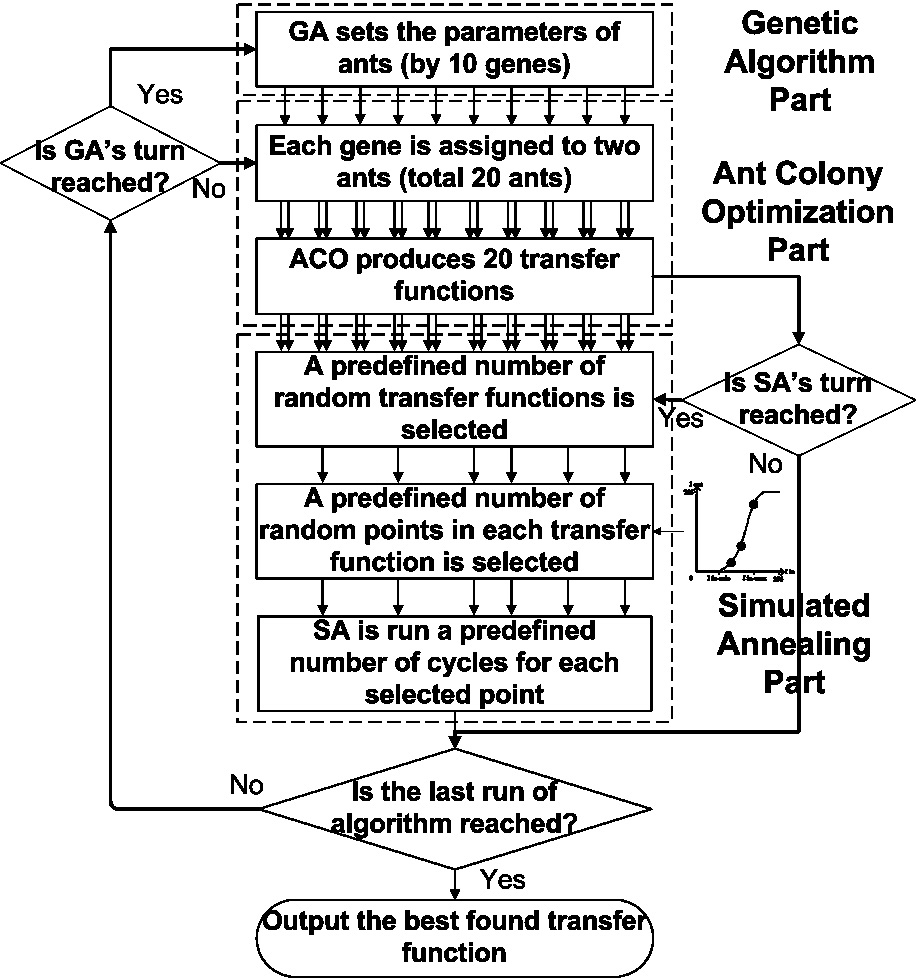 GA sets the parameters of
ants (by 10 genes)
Genetic
Algorithm
Part
Yes
Is GA's turn
reached?
No
Each gene is assigned to two
ants (total 20 ants)
Ant Colony
Optimization
Part
ACO produces 20 transfer
functions
A predefined number of
random transfer functions is
selected
Is SA's turn
reached?
Yes
No
A predefined number of
random points in each transfer
function is selected
0
Simulated
Annealing
Part
SA is run a predefined
number of cycles for each
selected point
No
Is the last run of
algorithm reached?
Yes
Output the best found transfer
function